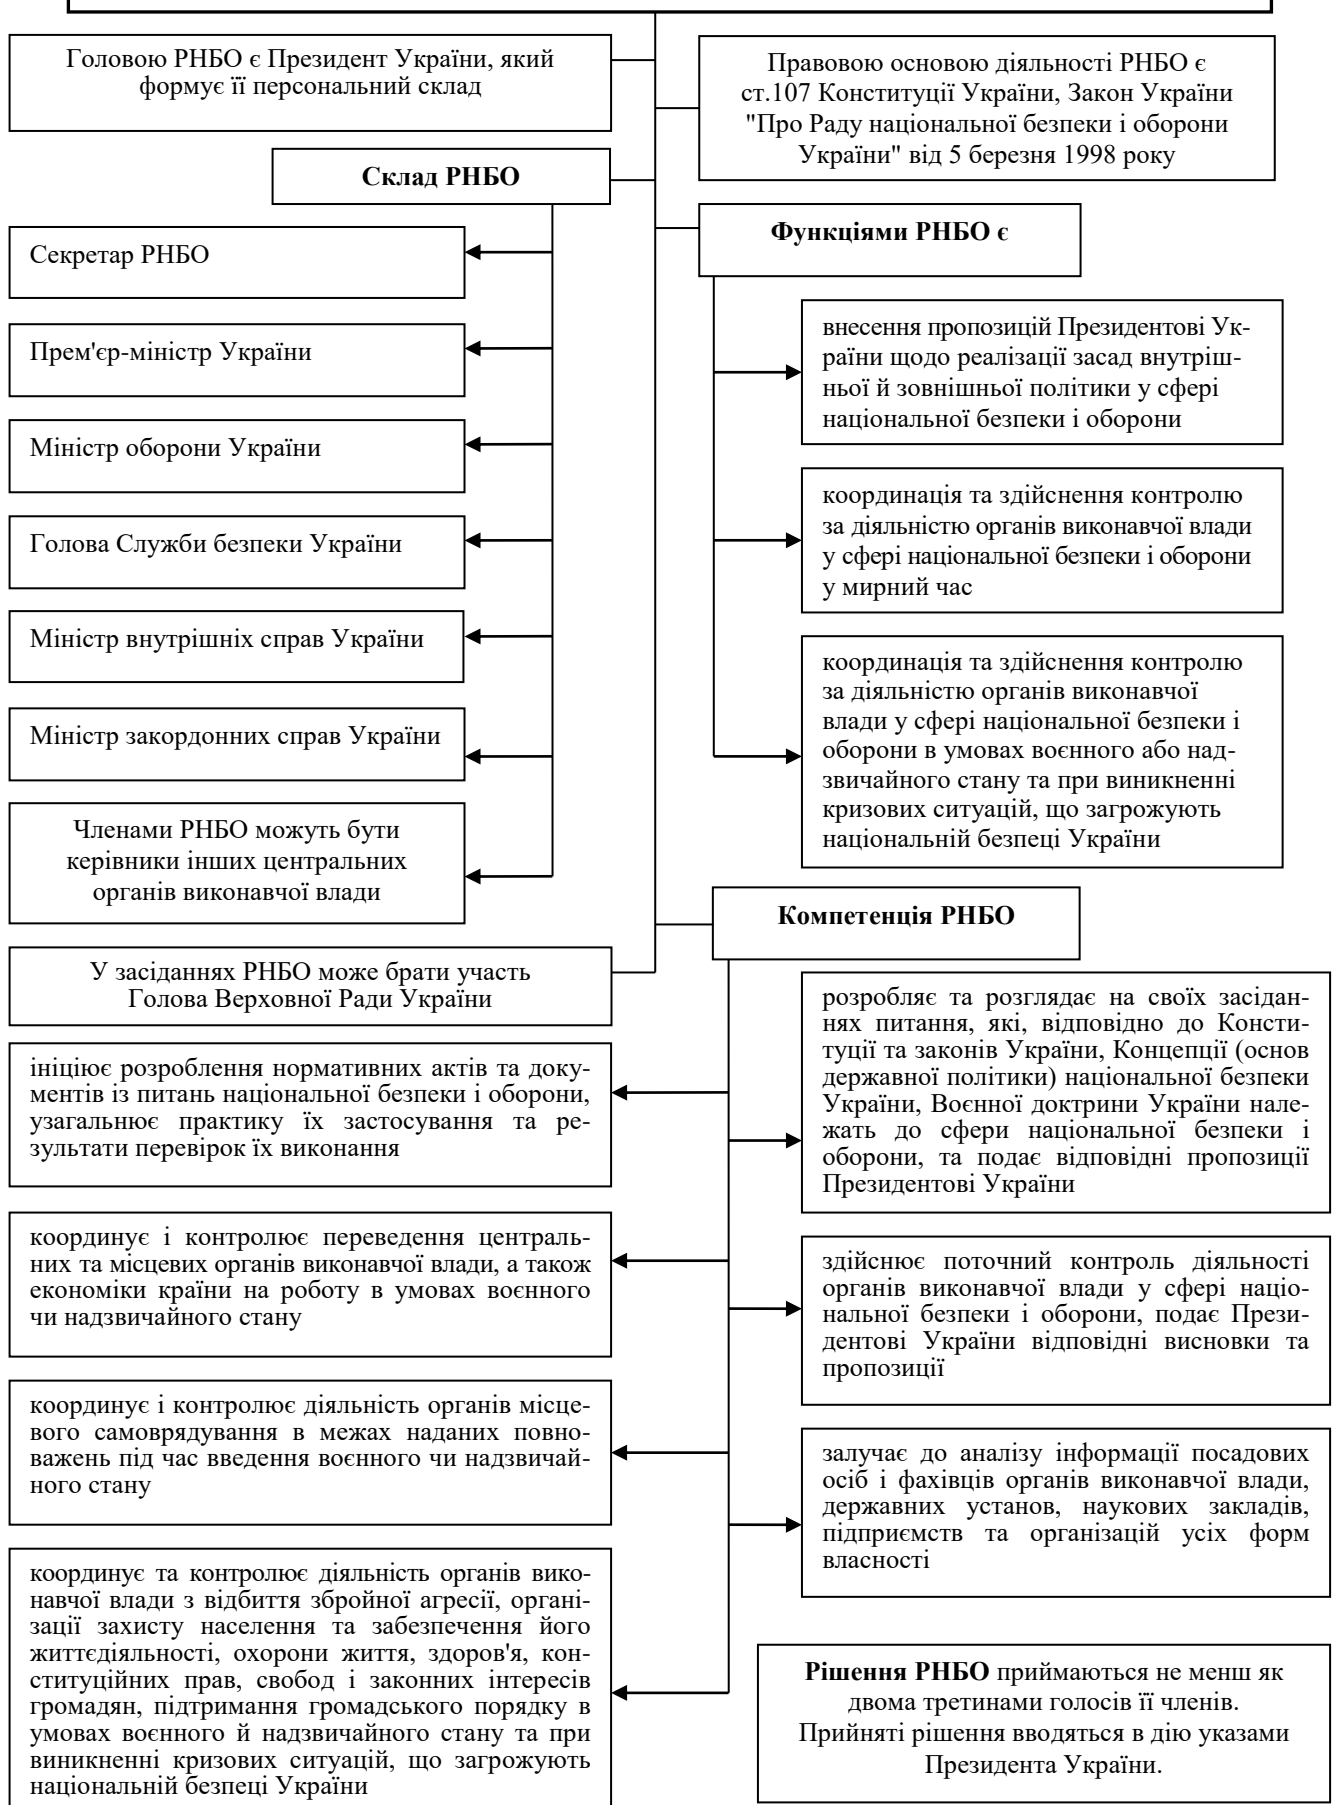 Головою РНБО є Президент України, який
формує її персональний склад
Правовою основою діяльності РНБО є
ст.107 Конституції України, Закон України
"Про Раду національної безпеки і оборони
України" від 5 березня 1998 року
Склад РНБО
Секретар РНБО
Прем'єр-міністр України
Міністр оборони України
Голова Служби безпеки України
Міністр внутрішніх справ України
Міністр закордонних справ України
Членами РНБО можуть бути
керівники інших центральних
органів виконавчої влади
У засіданнях РНБО може брати участь
Голова Верховної Ради України
Функціями РНБО є
внесення пропозицій Президентові Ук-
раїни щодо реалізації засад внутріш-
ньої й зовнішньої політики у сфері
національної безпеки і оборони
координація та здійснення контролю
за діяльністю органів виконавчої влади
у сфері національної безпеки і оборони
у мирний час
координація та здійснення контролю
за діяльністю органів виконавчої
влади у сфері національної безпеки і
оборони в умовах воєнного або над-
звичайного стану та при виникненні
кризових ситуацій, що загрожують
національній безпеці України
Компетенція РНБО
ініціює розроблення нормативних актів та доку-
ментів із питань національної безпеки і оборони,
узагальнює практику їх застосування та ре-
зультати перевірок їх виконання
координує і контролює переведення централь-
них та місцевих органів виконавчої влади, а також
економіки країни на роботу в умовах воєнного
чи надзвичайного стану
координує і контролює діяльність органів місце-
вого самоврядування в межах наданих повно-
важень під час введення воєнного чи надзвичай-
ного стану
координує та контролює діяльність органів вико-
навчої влади з відбиття збройної агресії, органі-
зації захисту населення та забезпечення його
життєдіяльності, охорони життя, здоров'я, кон-
ституційних прав, свобод і законних інтересів
громадян, підтримання громадського порядку в
умовах воєнного й надзвичайного стану та при
виникненні кризових ситуацій, що загрожують
національній безпеці України
розробляє та розглядає на своїх засідан-
нях питання, які, відповідно до Консти-
туції та законів України, Концепції (основ
державної політики) національної безпеки
України, Воєнної доктрини України нале-
жать до сфери національної безпеки і
оборони, та подає відповідні пропозиції
Президентові України
здійснює поточний контроль діяльності
органів виконавчої влади у сфері націо-
нальної безпеки і оборони, подає Прези-
дентові України відповідні висновки та
пропозиції
залучає до аналізу інформації посадових
осіб і фахівців органів виконавчої влади,
державних установ, наукових закладів,
підприємств та організацій усіх форм
власності
Рішення РНБО приймаються не менш як
двома третинами голосів її членів.
Прийняті рішення вводяться в дію указами
Президента України.